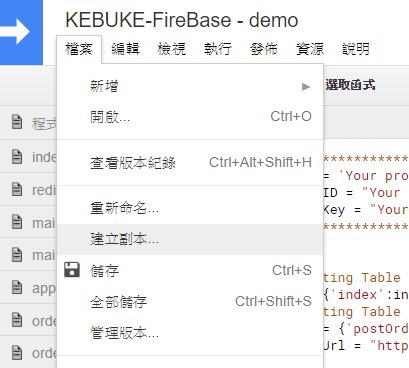 KEBUKE-FireBase - demo
檔案 編輯 檢視 執行 發佈 資源 說明
新增
選取函式
開啟... Ctrl+O
程式
查看版本紀錄 Ctrl+Alt+Shift+H
inde
= 'Your pro
redi
ID = "Your
重新命名...
Key = "Your
mai
建立副本...
mai
儲存 Ctrl+S
ting Table
app
{'index':in
全部儲存 Ctrl+Shift+S
ting Table
orde
= {'postOrd
管理版本...
Url = "http
orde